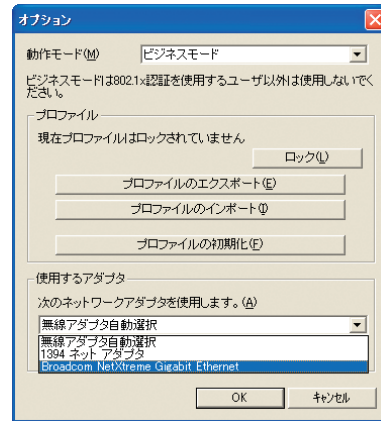 オプション
動作モード(M)
ビジネスモード
ビジネスモードは802.1x認証を使用するユーザ以外は使用しないでく
ださい。
プロファイル
現在プロファイルはロックされていません
ロック(L)
プロファイルのエクスポート(E)
プロファイルのインポート(I)
プロファイルの初期化(F)
使用するアダプタ
次のネットワークアダプタを使用します。(A)
無線アダプタ自動選択
無線アダプタ自動選択
1394 ネット アダプタ
Broadcom NetXtreme Gigabit Ethernet
OK
キャンセル